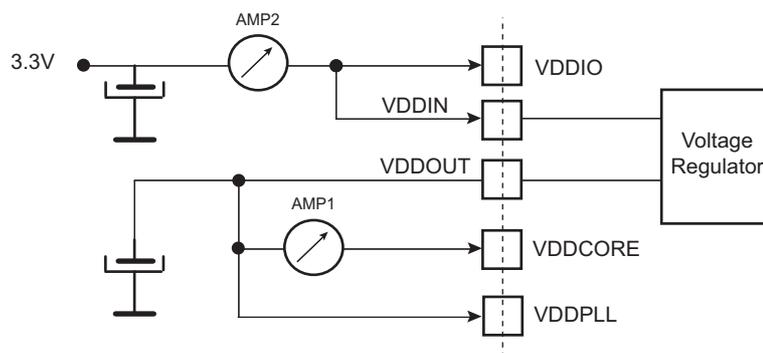 AMP2
3.3V
VDDIO
VDDIN
Voltage
Regulator
VDDOUT
AMP1
VDDCORE
VDDPLL